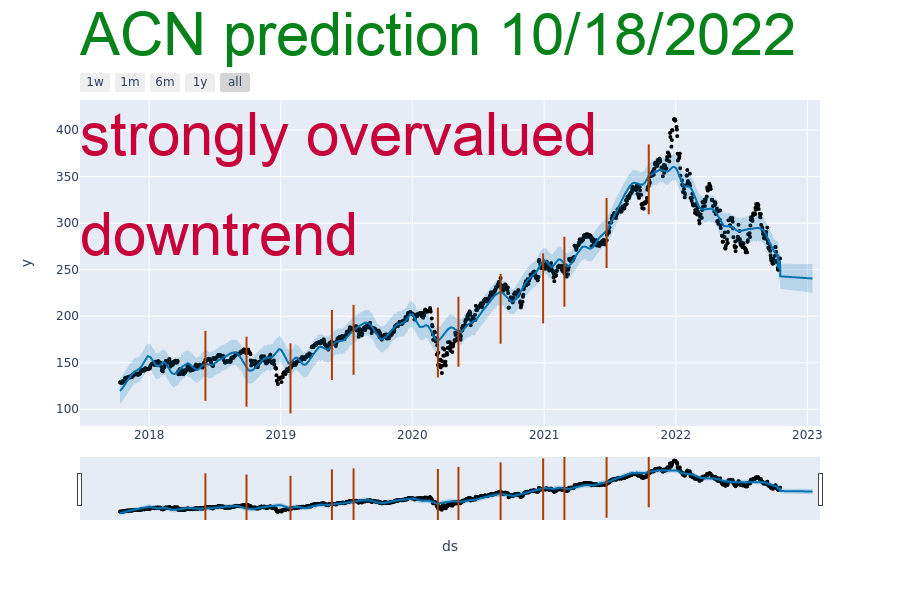 ACN prediction 10/18/2022
1w 1m 6m 1y all
strongly overvalued
downtrend
400
350
300
250
200
150
100
y
2018 2019 2020 2021 2022 2023
ds